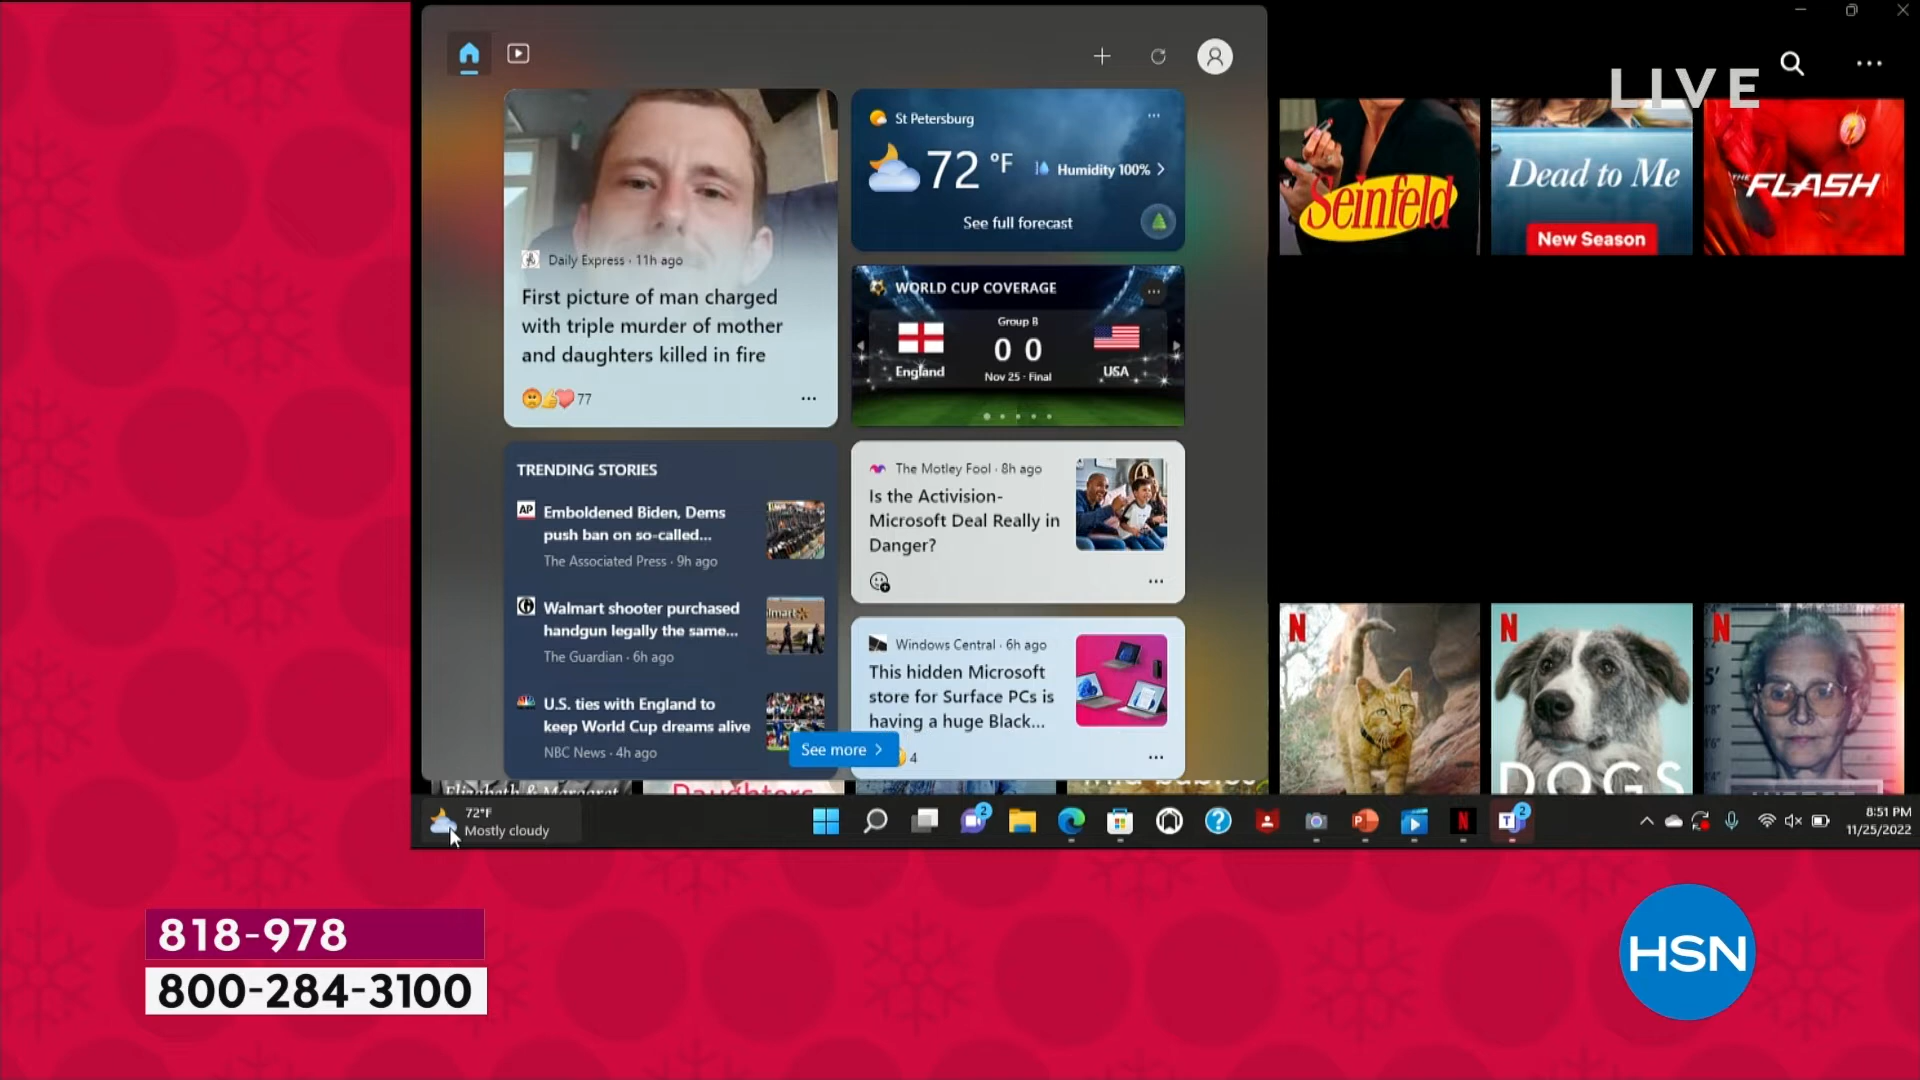 LIVE
St Petersburg
72 °F
Humidity 100%
See full forecast
Daily Express · 11h ago
First picture of man charged
with triple murder of mother
and daughters killed in fire
77
WORLD CUP COVERAGE
Group B
0 0
England
USA
Nov 25 · Final
TRENDING STORIES
AP
Emboldened Biden, Dems
push ban on so-called...
The Associated Press · 9h ago
Walmart shooter purchased
handgun legally the same...
The Guardian · 6h ago
U.S. ties with England to
keep World Cup dreams alive
NBC News · 4h ago
See more
The Motley Fool · 8h ago
Is the Activision-
Microsoft Deal Really in
Danger?
Windows Central · 6h ago
This hidden Microsoft
store for Surface PCs is
having a huge Black...
4
Seinfeld
Dead to Me
New Season
THE FLASH
N
N
DOGS
N
Elizabeth & Margaret
Daughters
72°F
Mostly cloudy
2
2
8:51 PM
11/25/2022
818-978
800-284-3100
HSN